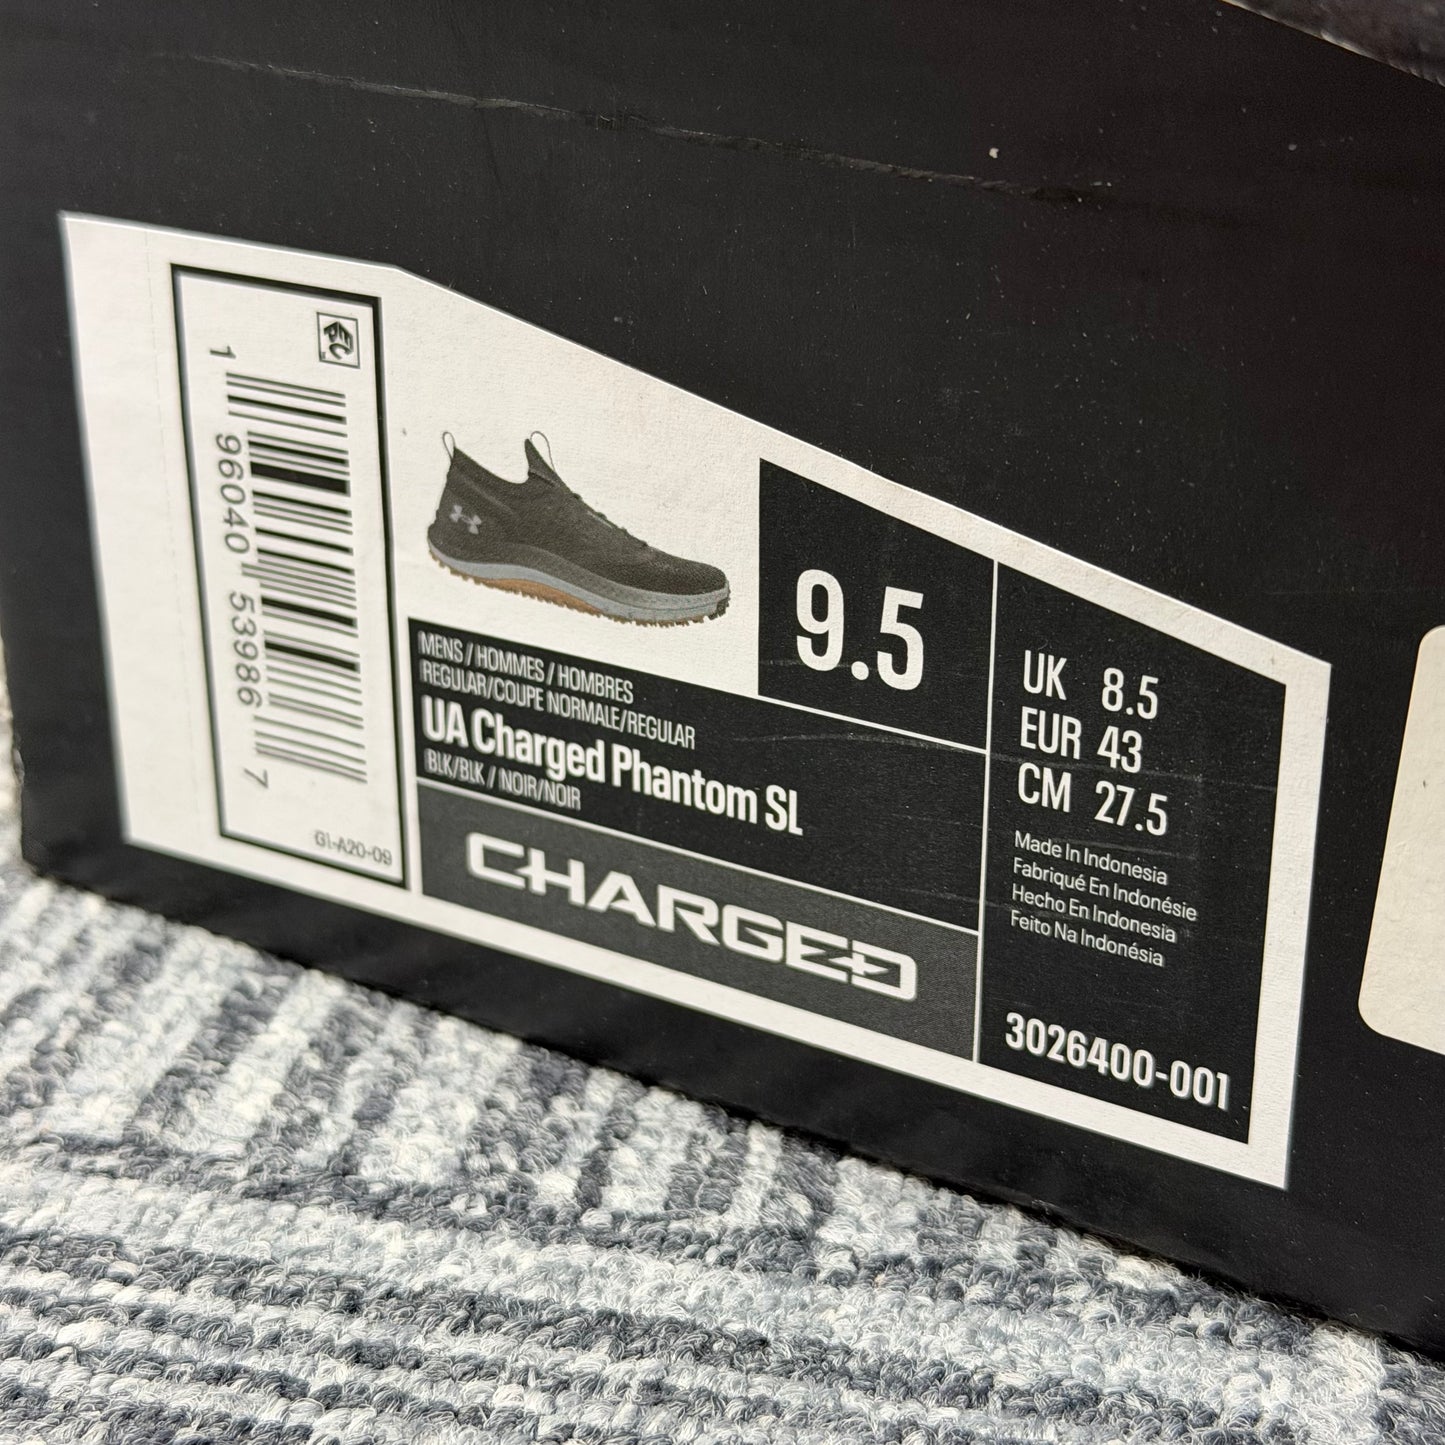 1
96040
53986
7
G1-A20-09
MENS / HOMMES / HOMBRES
REGULAR/COUPE NORMALE/REGULAR
UA Charged Phantom SL
BLK/BLK / NOIR/NOIR
CHARGED
9.5
UK 8.5
EUR 43
CM 27.5
Made In Indonesia
Fabriqué En Indonésie
Hecho En Indonesia
Feito Na Indonésia
3026400-001